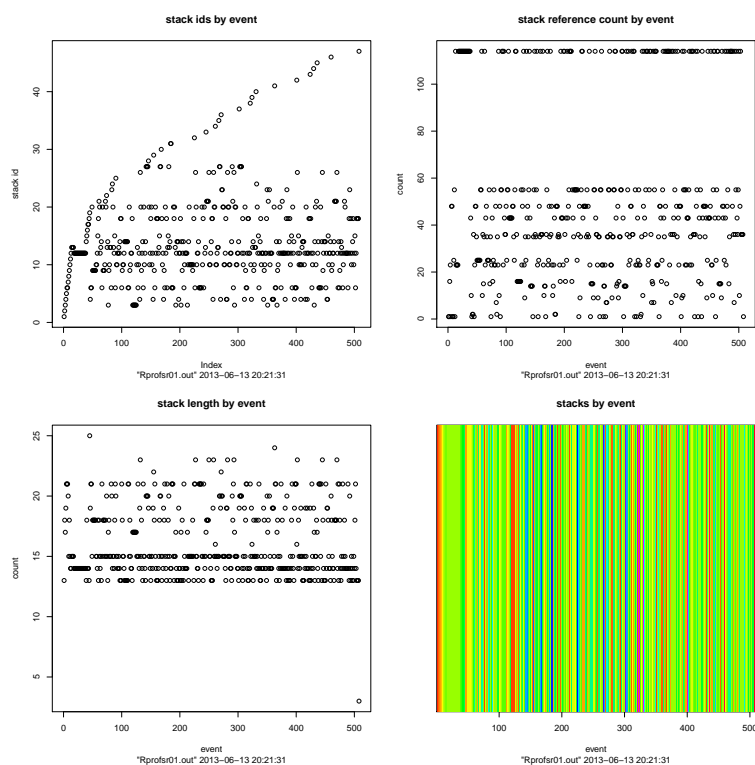 stack ids by event
stack id
0 10 20 30 40
0 100 200 300 400 500
Index
"Rprofsr01.out" 2013−06−13 20:21:31
stack reference count by event
count
0 20 40 60 80 100
0 100 200 300 400 500
event
"Rprofsr01.out" 2013−06−13 20:21:31
stack length by event
count
5 10 15 20 25
0 100 200 300 400 500
event
"Rprofsr01.out" 2013−06−13 20:21:31
stacks by event
100 200 300 400 500
event
"Rprofsr01.out" 2013−06−13 20:21:31